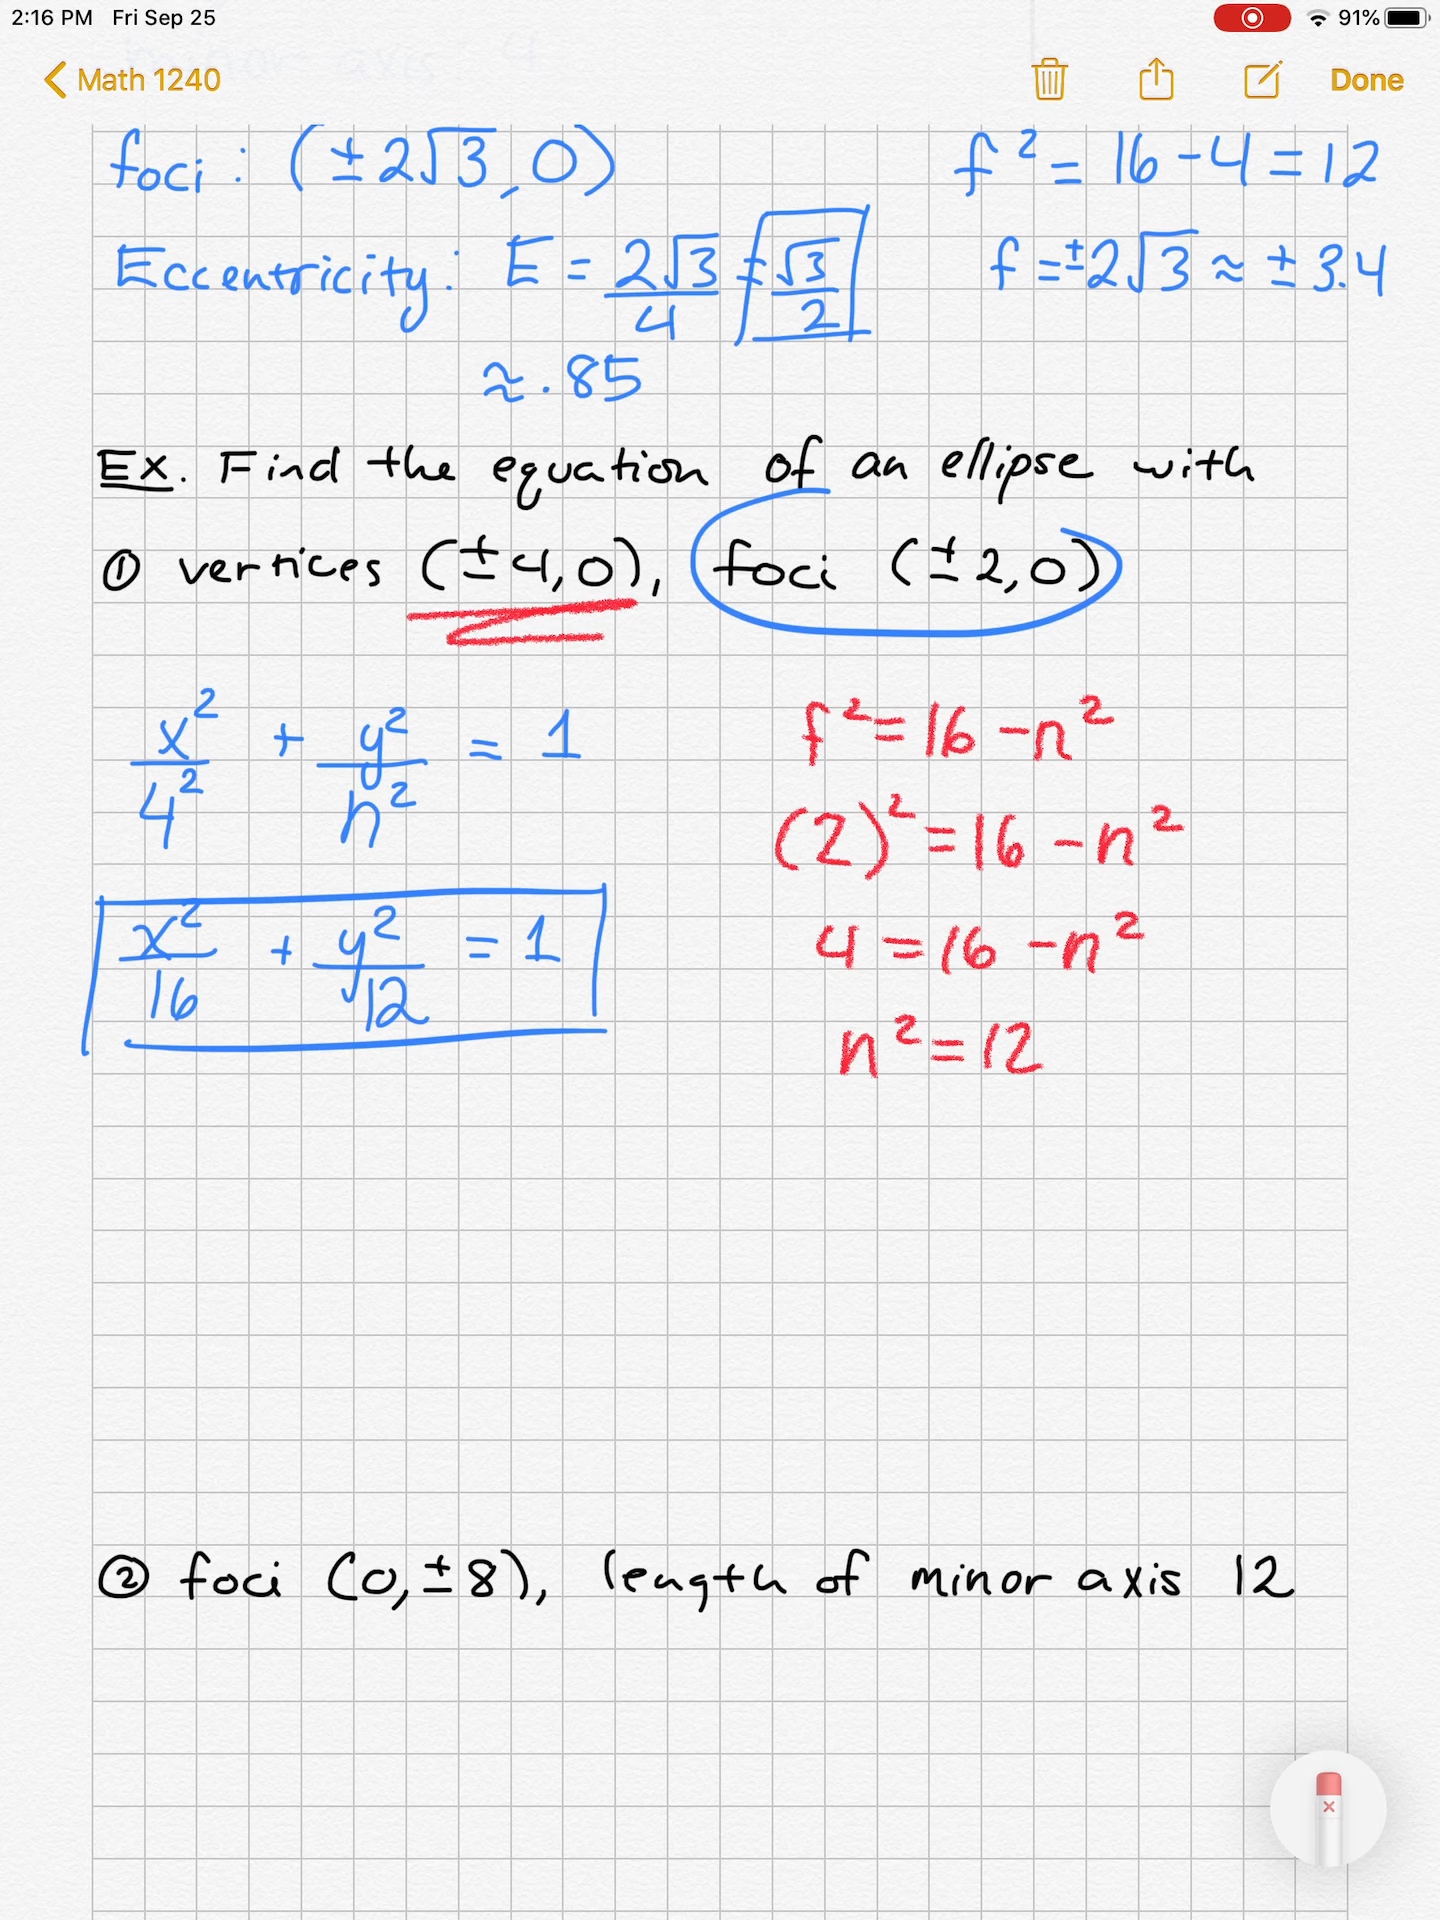 2:16 PM Fri Sep 25 91%
Math 1240 Done
foci: (±2√3, 0) f² = 16 - 4 = 12
Eccentricity: E = 2√3/4 = √3/2 f = ±2√3 ≈ ±3.4
≈ .85
Ex. Find the equation of an ellipse with
① vertices (±4,0), foci (±2,0)
x²/4² + y²/n² = 1 f² = 16 - n²
(2)² = 16 - n²
x²/16 + y²/12 = 1 4 = 16 - n²
n² = 12
② foci (0, ±8), length of minor axis 12